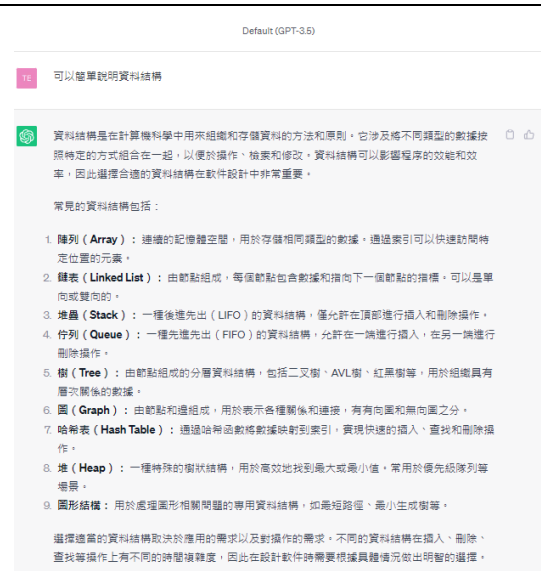 Default (GPT-3.5)
TE
可以簡單說明資料結構
資料結構是在計算機科學中用來組織和存儲資料的方法和原則。它涉及將不同類型的數據按
照特定的方式組合在一起，以便於操作、檢索和修改。資料結構可以影響程序的效能和效
率，因此選擇合適的資料結構在軟件設計中非常重要。
常見的資料結構包括：
1. 陣列（Array）： 連續的記憶體空間，用於存儲相同類型的數據。通過索引可以快速訪問特
定位置的元素。
2. 鏈表（Linked List）： 由節點組成，每個節點包含數據和指向下一個節點的指標。可以是單
向或雙向的。
3. 堆疊（Stack）： 一種後進先出（LIFO）的資料結構，僅允許在頂部進行插入和刪除操作。
4. 佇列（Queue）： 一種先進先出（FIFO）的資料結構，允許在一端進行插入，在另一端進行
刪除操作。
5. 樹（Tree）： 由節點組成的分層資料結構，包括二叉樹、AVL樹、紅黑樹等，用於組織具有
層次關係的數據。
6. 圖（Graph）： 由節點和邊組成，用於表示各種關係和連接，有有向圖和無向圖之分。
7. 哈希表（Hash Table）： 通過哈希函數將數據映射到索引，實現快速的插入、查找和刪除操
作。
8. 堆（Heap）： 一種特殊的樹狀結構，用於高效地找到最大或最小值，常用於優先級隊列等
場景。
9. 圖形結構： 用於處理圖形相關問題的專用資料結構，如最短路徑、最小生成樹等。
選擇適當的資料結構取決於應用的需求以及對操作的需求。不同的資料結構在插入、刪除、
查找等操作上有不同的時間複雜度，因此在設計軟件時需要根據具體情況做出明智的選擇。